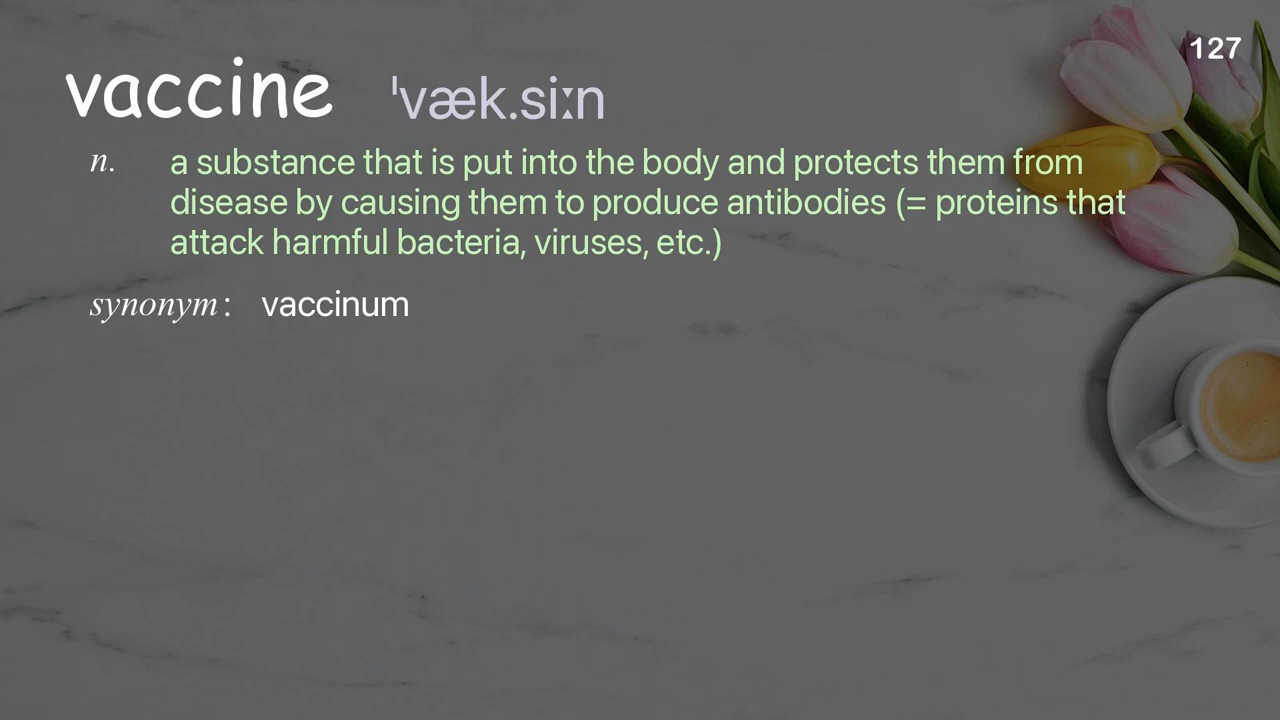 127
vaccine ˈvæk.siːn
n. a substance that is put into the body and protects them from
disease by causing them to produce antibodies (= proteins that
attack harmful bacteria, viruses, etc.)
synonym: vaccinum